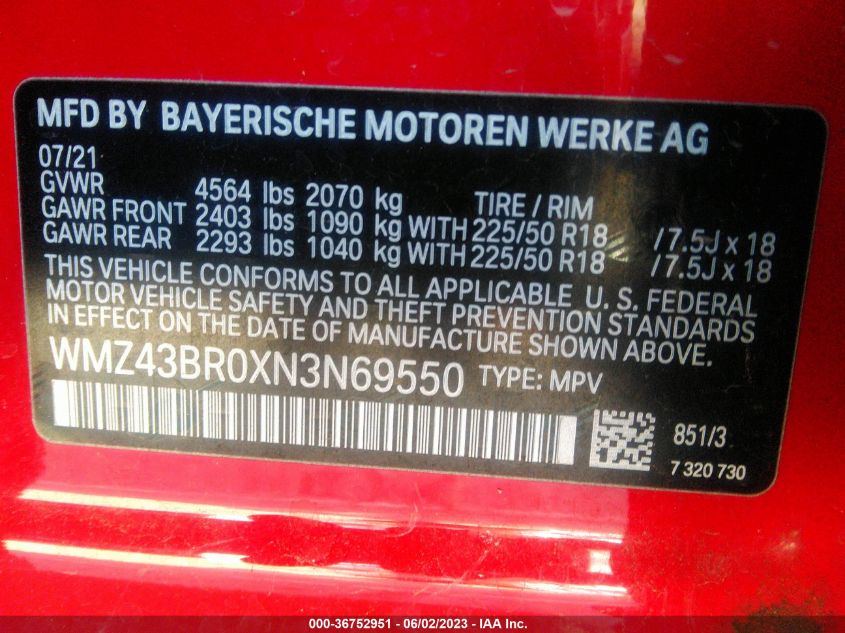 MFD BY BAYERISCHE MOTOREN WERKE AG
07/21
GVWR 4564 lbs 2070 kg TIRE / RIM
GAWR FRONT 2403 lbs 1090 kg WITH 225/50 R18 /7.5J x 18
GAWR REAR 2293 lbs 1040 kg WITH 225/50 R18 /7.5J x 18
THIS VEHICLE CONFORMS TO ALL APPLICABLE U. S. FEDERAL
MOTOR VEHICLE SAFETY AND THEFT PREVENTION STANDARDS
IN EFFECT ON THE DATE OF MANUFACTURE SHOWN ABOVE.
WMZ43BR0XN3N69550 TYPE: MPV
851/3
7 320 730
000-36752951 - 06/02/2023 - IAA Inc.